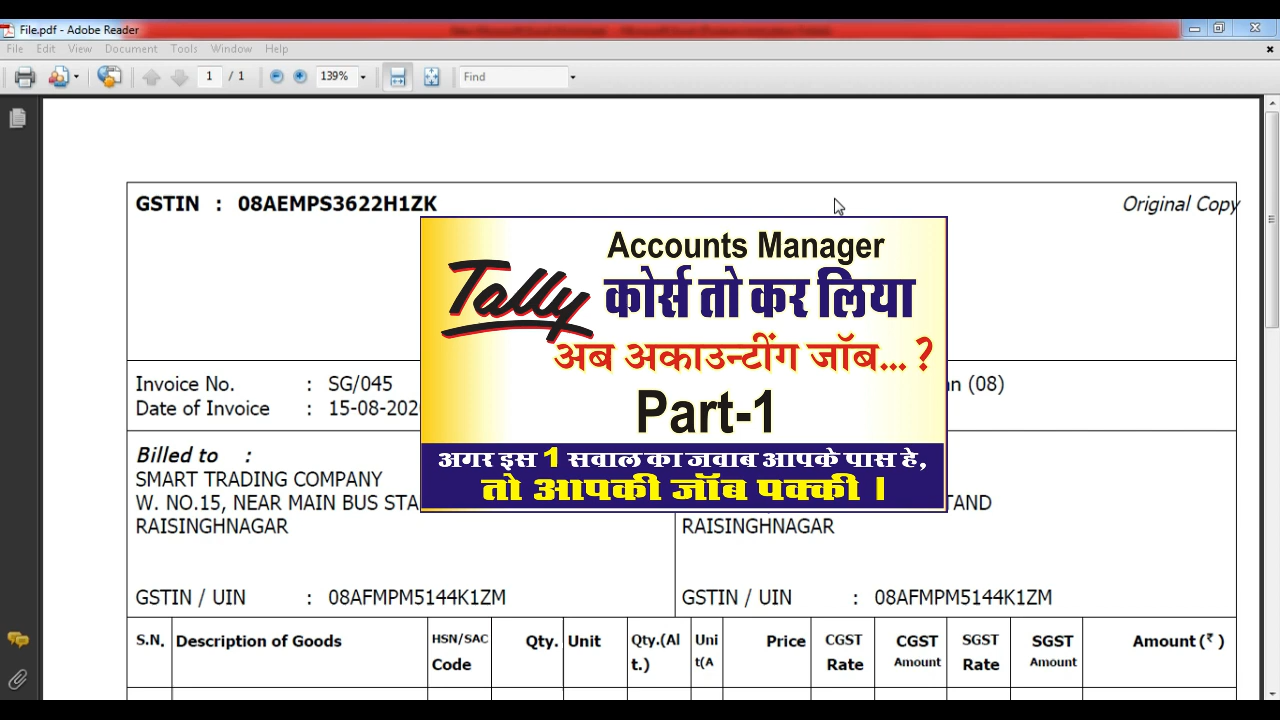 File.pdf - Adobe Reader
File Edit View Document Tools Window Help
1 / 1 139% Find
GSTIN : 08AEMPS3622H1ZK
Original Copy
Accounts Manager
Tally
कोर्स तो कर लिया
अब अकाउन्टींग जॉब...?
Part-1
अगर इस 1 सवाल का जवाब आपके पास हे,
तो आपकी जॉब पक्की ।
Invoice No. : SG/045
Date of Invoice : 15-08-202
n (08)
Billed to :
SMART TRADING COMPANY
W. NO.15, NEAR MAIN BUS STA
RAISINGHNAGAR
GSTIN / UIN : 08AFMPM5144K1ZM
TAND
RAISINGHNAGAR
GSTIN / UIN : 08AFMPM5144K1ZM
S.N. Description of Goods HSN/SAC Code Qty. Unit Qty.(Al t.) Uni t(A Price CGST Rate CGST Amount SGST Rate SGST Amount Amount (₹)